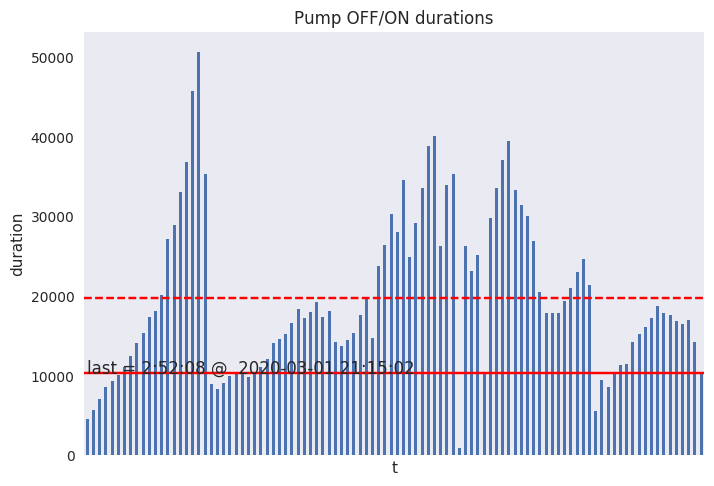 Pump OFF/ON durations
50000
40000
30000
20000
10000
0
duration
last = 2:52:08 @  2020-03-01 21:15:02
t